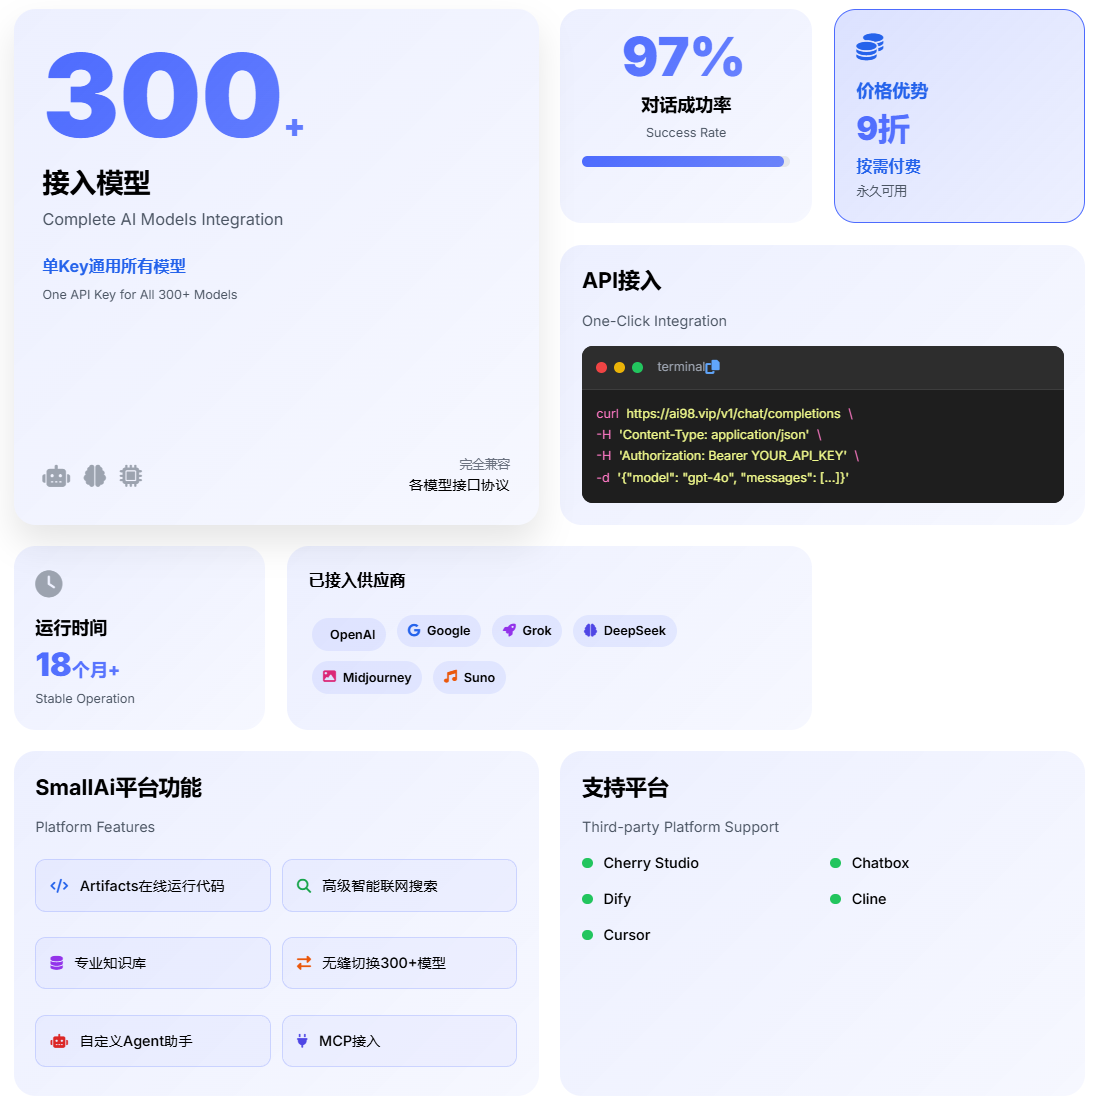 300+
接入模型
Complete AI Models Integration
单Key通用所有模型
One API Key for All 300+ Models
完全兼容
各模型接口协议
97%
对话成功率
Success Rate
价格优势
9折
按需付费
永久可用
API接入
One-Click Integration
terminal
curl https://ai98.vip/v1/chat/completions \
-H 'Content-Type: application/json' \
-H 'Authorization: Bearer YOUR_API_KEY' \
-d '{"model": "gpt-4o", "messages": [...]}'
运行时间
18个月+
Stable Operation
已接入供应商
OpenAI
Google
Grok
DeepSeek
Midjourney
Suno
SmallAi平台功能
Platform Features
Artifacts在线运行代码
高级智能联网搜索
专业知识库
无缝切换300+模型
自定义Agent助手
MCP接入
支持平台
Third-party Platform Support
Cherry Studio
Chatbox
Dify
Cline
Cursor